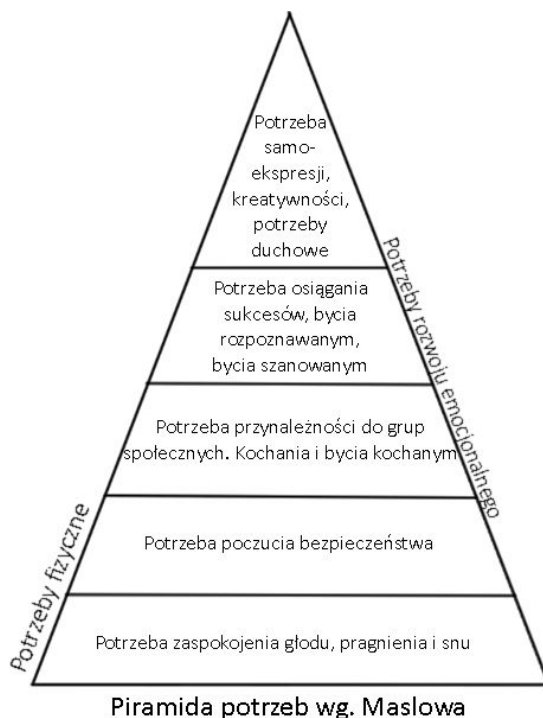 Potrzeba
samo-
ekspresji,
kreatywności,
potrzeby
duchowe
Potrzeba osiągania
sukcesów, bycia
rozpoznawanym,
bycia szanowanym
Potrzeba przynależności do grup
społecznych. Kochania i bycia kochanym
Potrzeba poczucia bezpieczeństwa
Potrzeba zaspokojenia głodu, pragnienia i snu
Potrzeby rozwoju emocionalnego
Potrzeby fizyczne
Piramida potrzeb wg. Maslowa